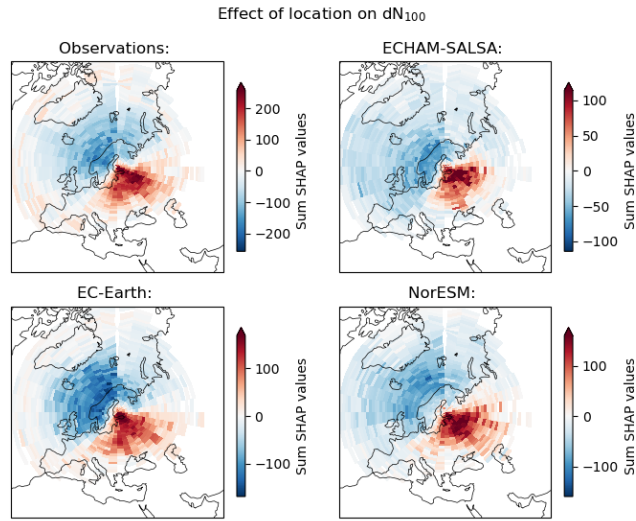 Effect of location on dN₁₀₀
Observations:
200
100
0
−100
−200
Sum SHAP values
ECHAM-SALSA:
100
50
0
−50
−100
Sum SHAP values
EC-Earth:
100
0
−100
Sum SHAP values
NorESM:
100
0
−100
Sum SHAP values